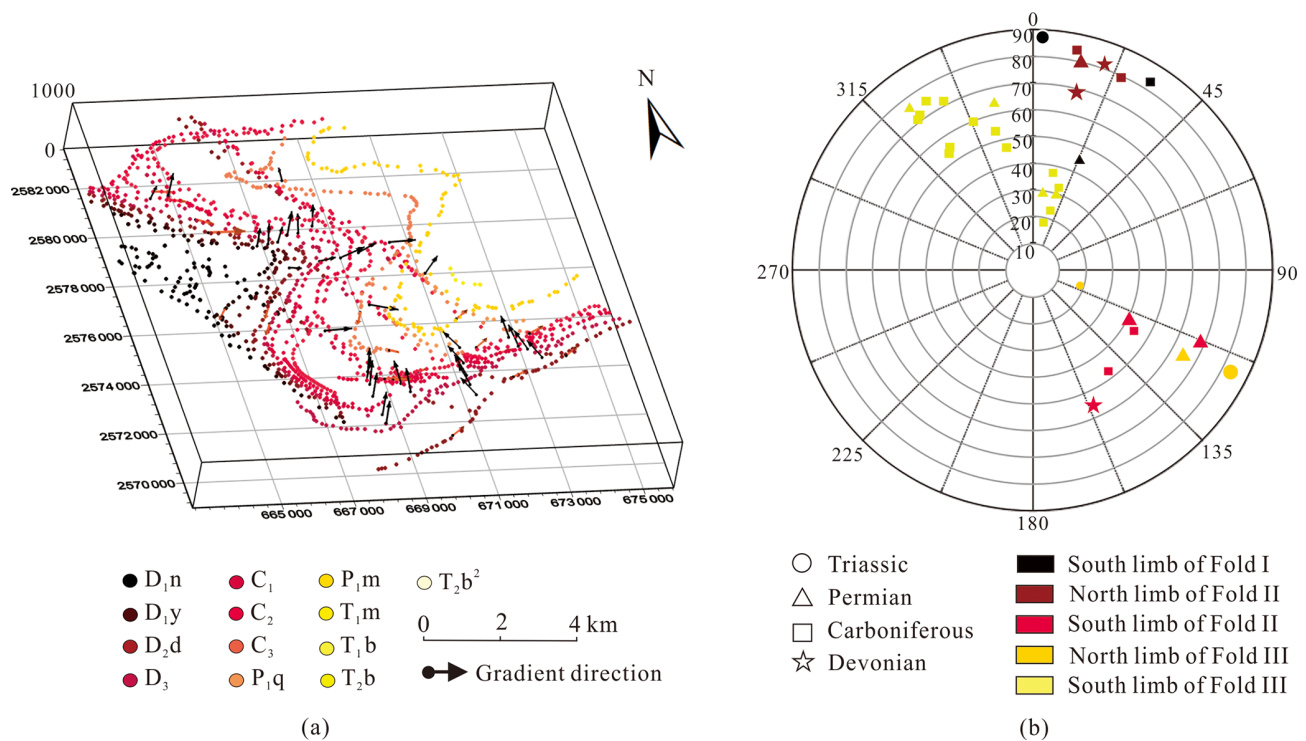 N
1000
0
2582 000
2580 000
2578 000
2576 000
2574 000
2572 000
2570 000
665 000
667 000
669 000
671 000
673 000
675 000
D₁n
C₁
P₁m
T₂b²
D₁y
C₂
T₁m
0 2 4 km
D₂d
C₃
T₁b
D₃
P₁q
T₂b
Gradient direction
(a)
0
90
80
70
60
50
40
30
20
10
45
90
135
180
225
270
315
Triassic
Permian
Carboniferous
Devonian
South limb of Fold I
North limb of Fold II
South limb of Fold II
North limb of Fold III
South limb of Fold III
(b)